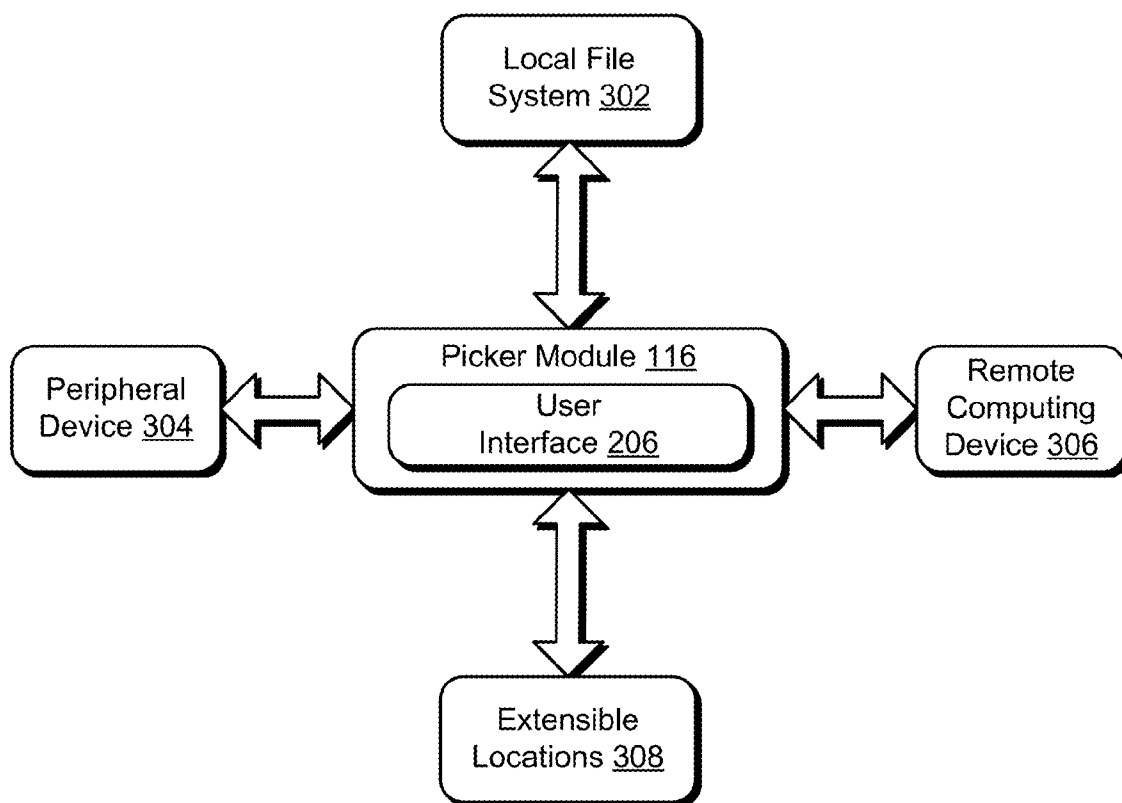 Local File
System 302
Picker Module 116
User
Interface 206
Peripheral
Device 304
Remote
Computing
Device 306
Extensible
Locations 308